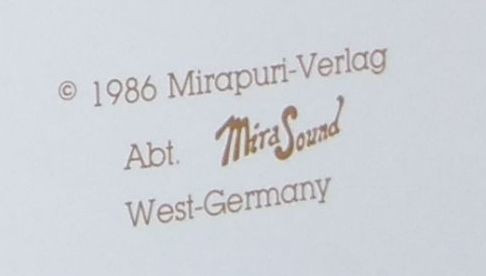 © 1986 Mirapuri-Verlag
Abt. MiraSound
West-Germany